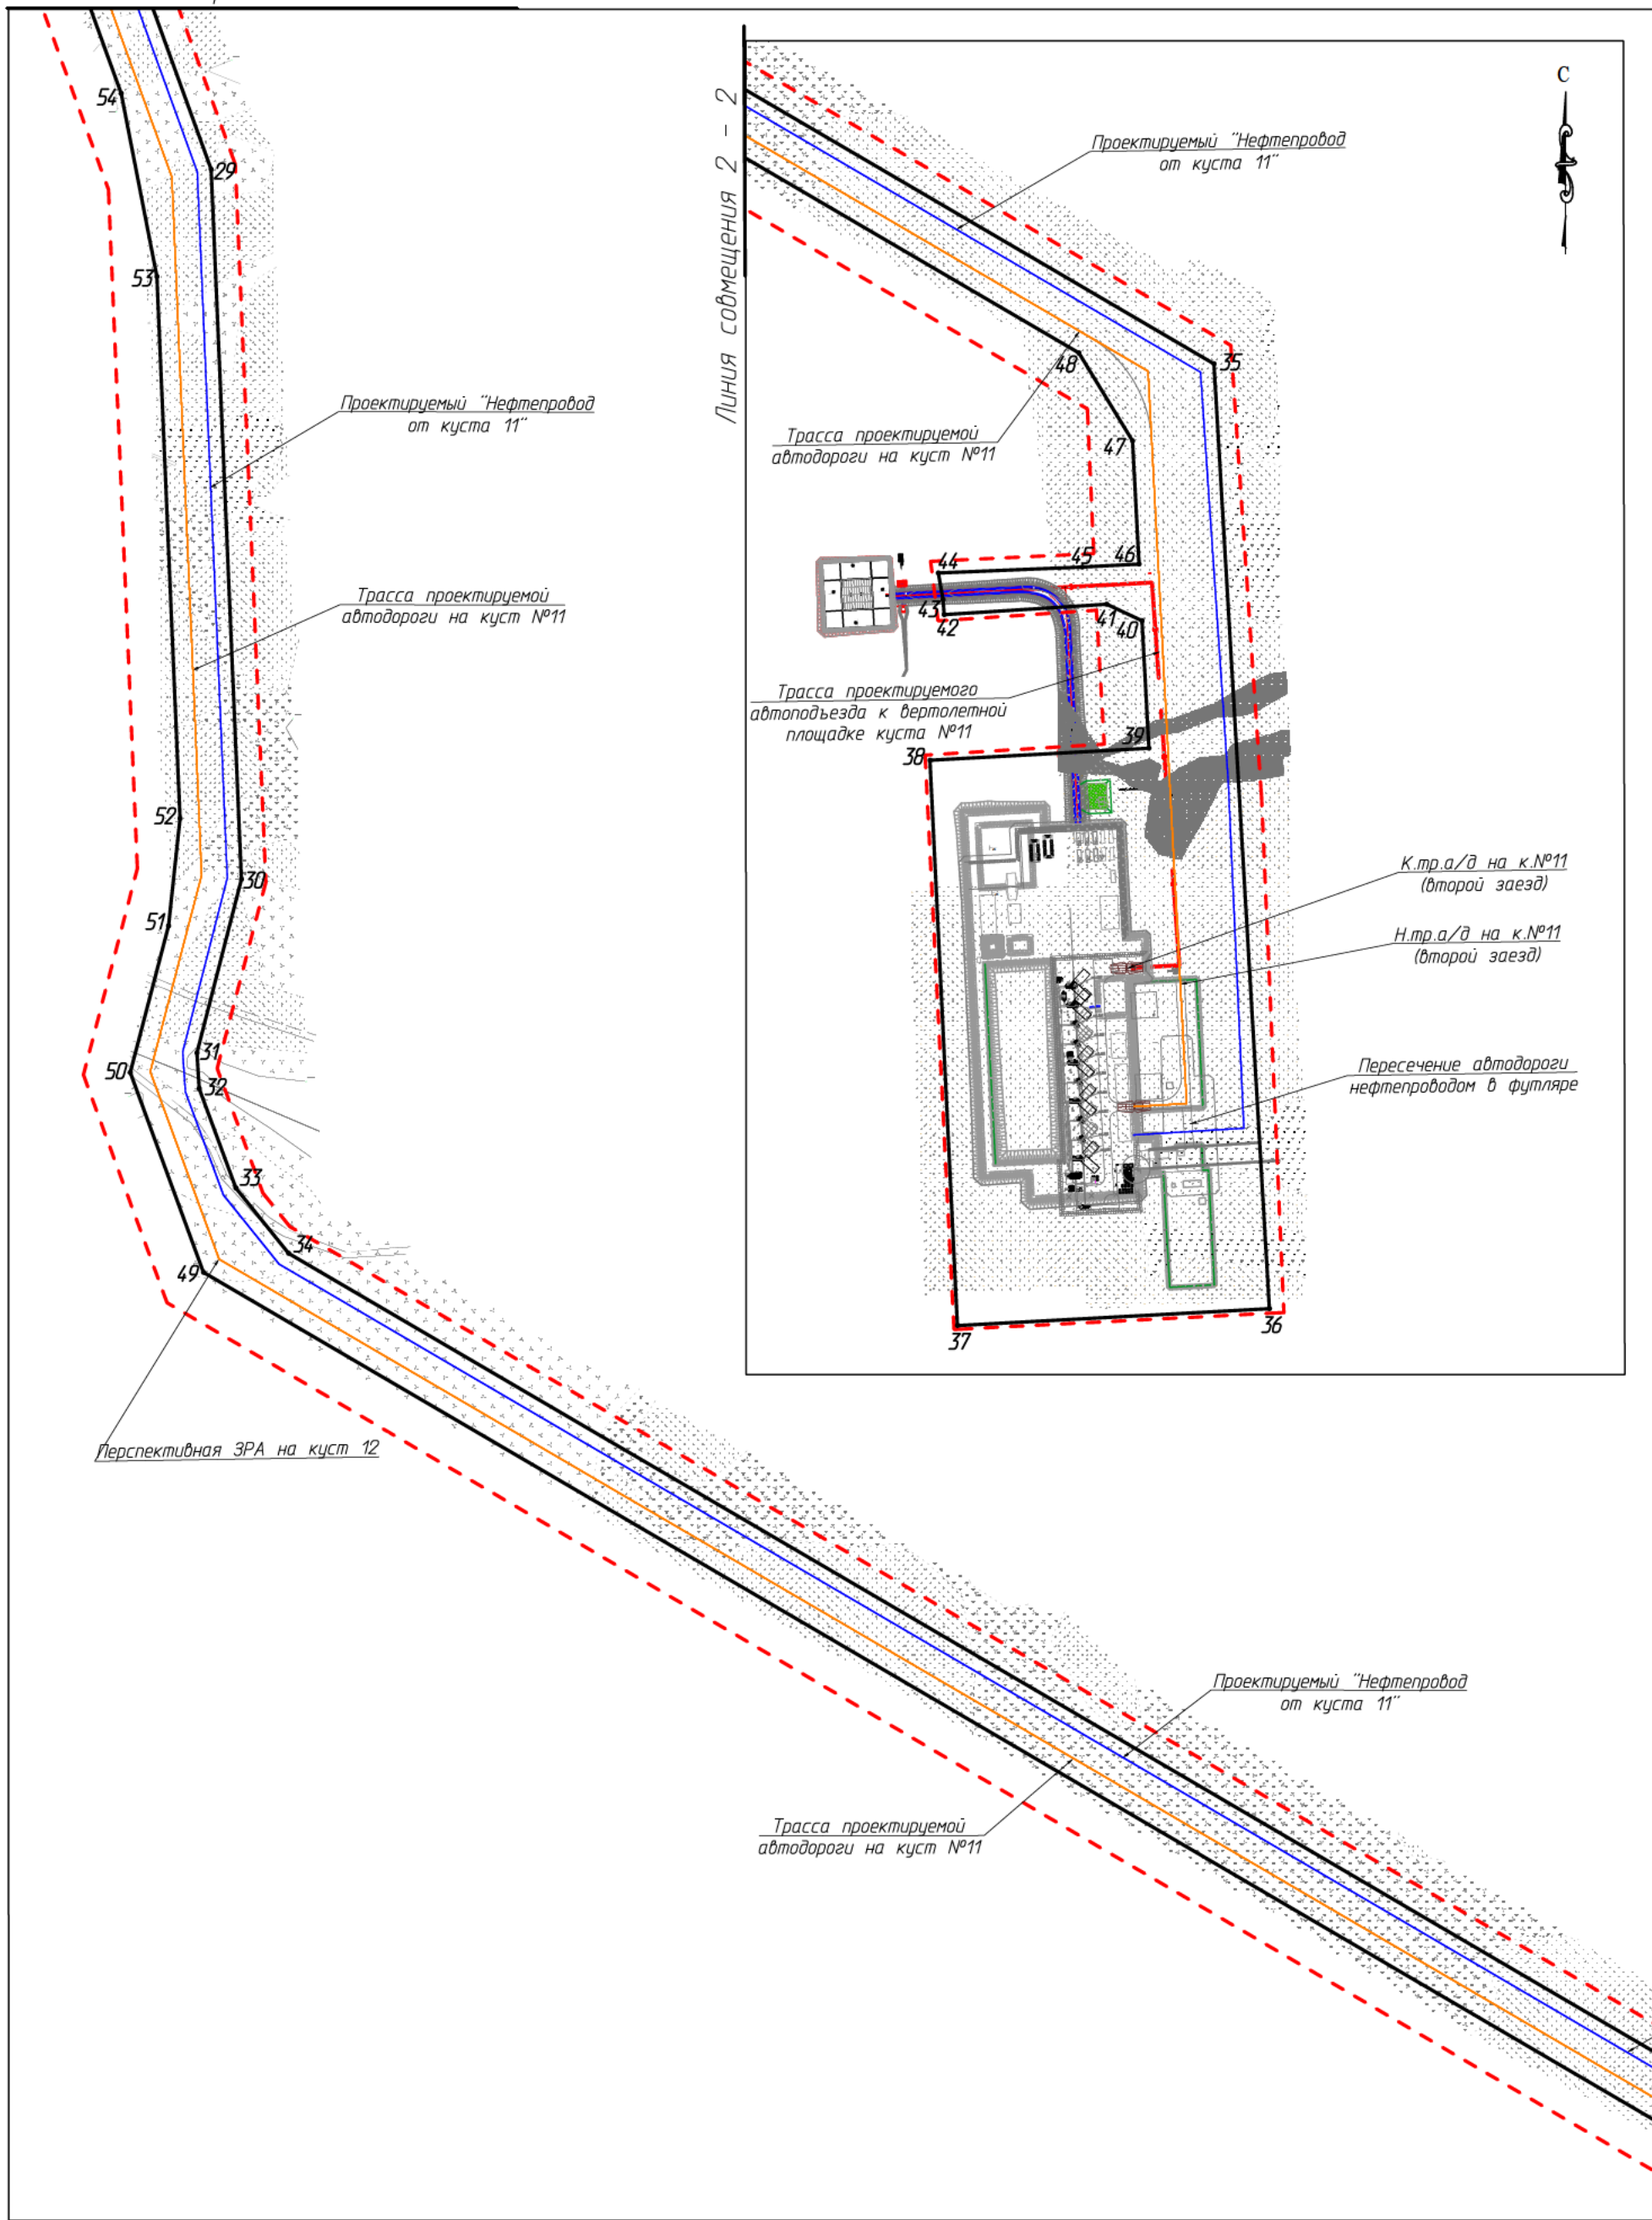 54
29
53
Проектируемый "Нефтепровод
от куста 11"
Трасса проектируемой
автодороги на куст №11
52
30
51
31
50
32
33
34
49
Перспективная ЗРА на куст 12
Линия совмещения 2 - 2
С
Проектируемый "Нефтепровод
от куста 11"
35
48
47
Трасса проектируемой
автодороги на куст №11
44
45
46
43
42
41
40
Трасса проектируемого
автоподъезда к вертолетной
площадке куста №11
39
38
К.тр.а/д на к.№11
(второй заезд)
Н.тр.а/д на к.№11
(второй заезд)
Пересечение автодороги
нефтепроводом в футляре
36
37
Проектируемый "Нефтепровод
от куста 11"
Трасса проектируемой
автодороги на куст №11